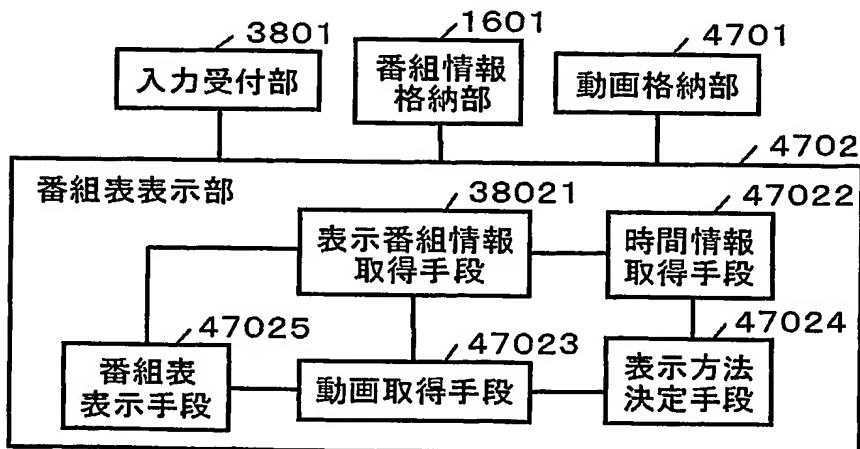 3801
入力受付部
1601
番組情報
格納部
4701
動画格納部
4702
番組表表示部
38021
表示番組情報
取得手段
47022
時間情報
取得手段
47025
番組表
表示手段
47023
動画取得手段
47024
表示方法
決定手段